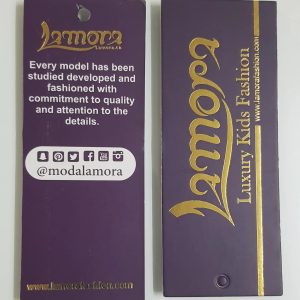 Lamora
Every model has been
studied developed and
fashioned with
commitment to quality
and attention to the
details.
@modalamora
www.lamorafashion.com
Lamora
Luxury Kids Fashion
www.lamorafashion.com